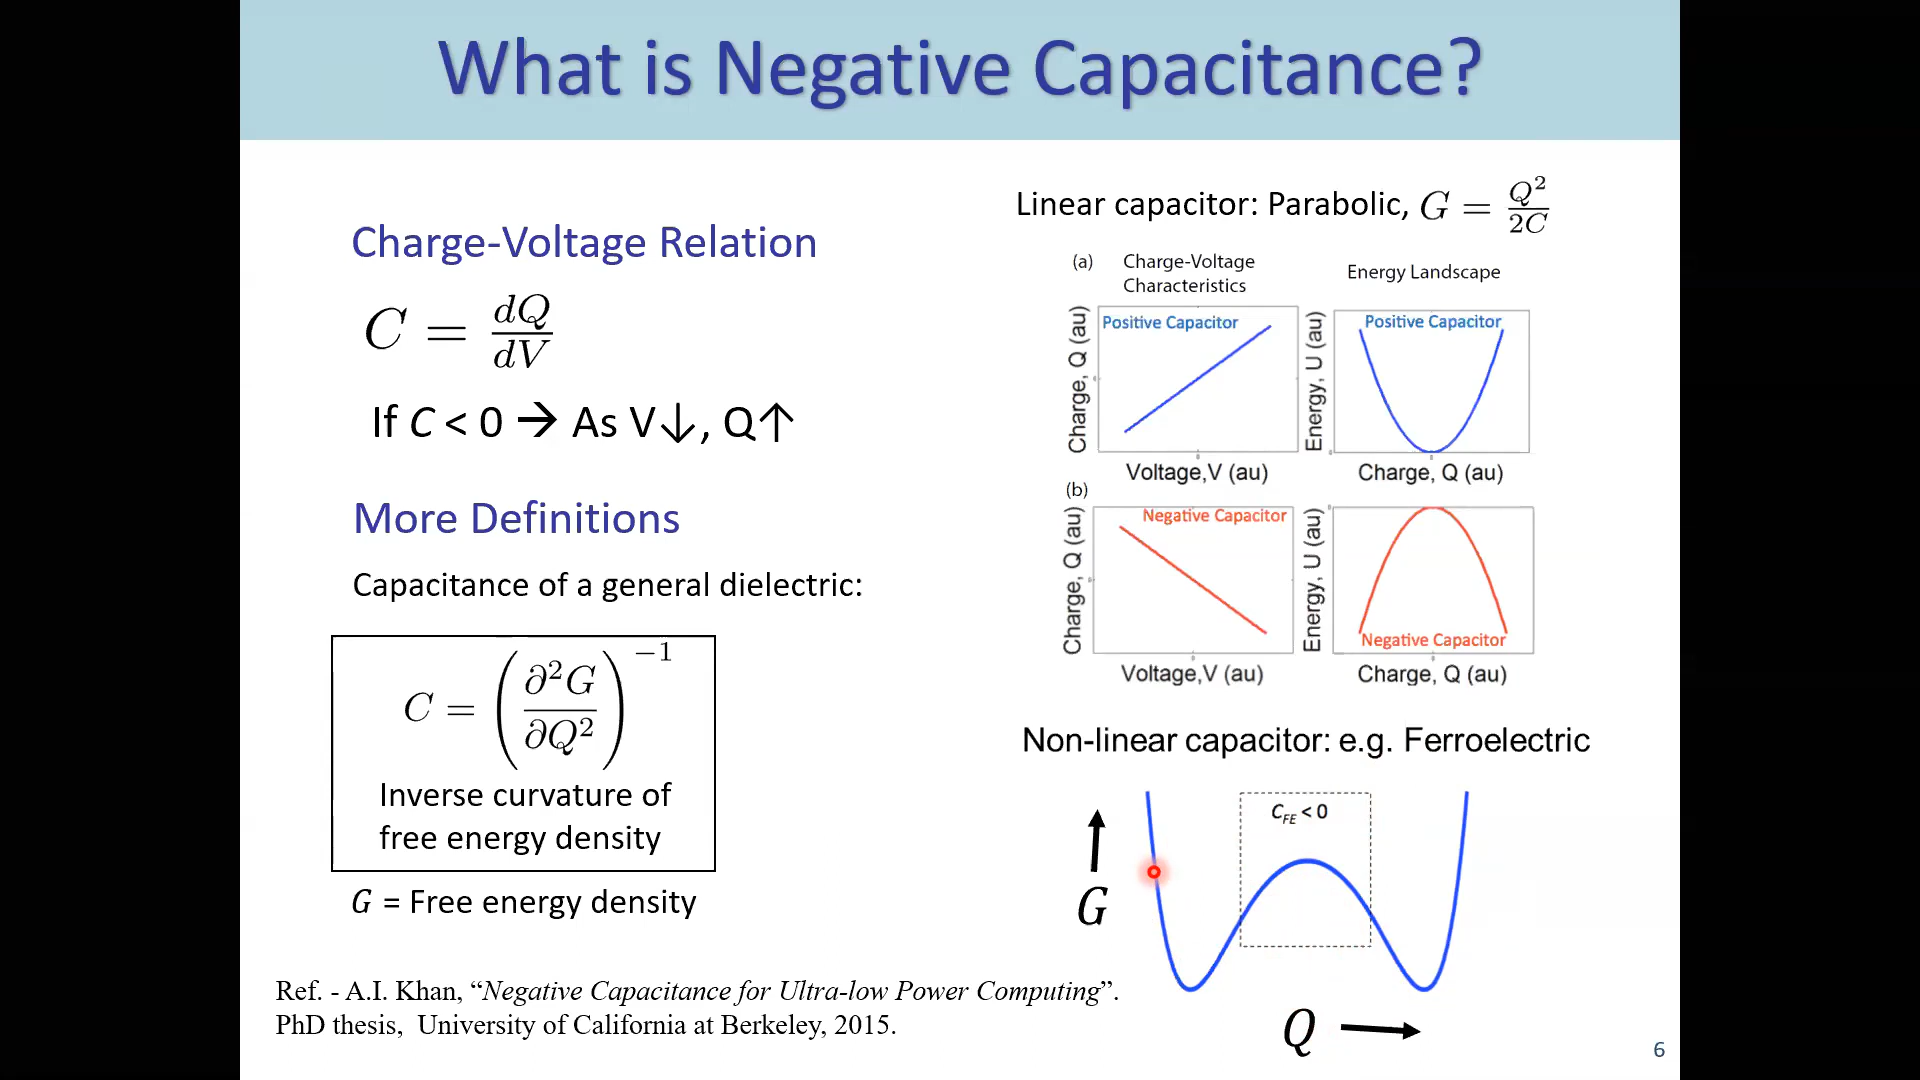 What is Negative Capacitance?
Charge-Voltage Relation
C = dQ/dV
If C < 0 → As V↓, Q↑
More Definitions
Capacitance of a general dielectric:
C = (∂²G/∂Q²)⁻¹
Inverse curvature of
free energy density
G = Free energy density
Ref. - A.I. Khan, “Negative Capacitance for Ultra-low Power Computing”.
PhD thesis, University of California at Berkeley, 2015.
Linear capacitor: Parabolic, G = Q²/2C
(a)
Charge-Voltage
Characteristics
Energy Landscape
Charge, Q (au)
Positive Capacitor
Voltage,V (au)
Energy, U (au)
Positive Capacitor
Charge, Q (au)
(b)
Charge, Q (au)
Negative Capacitor
Voltage,V (au)
Energy, U (au)
Negative Capacitor
Charge, Q (au)
Non-linear capacitor: e.g. Ferroelectric
C_FE < 0
G
Q
6